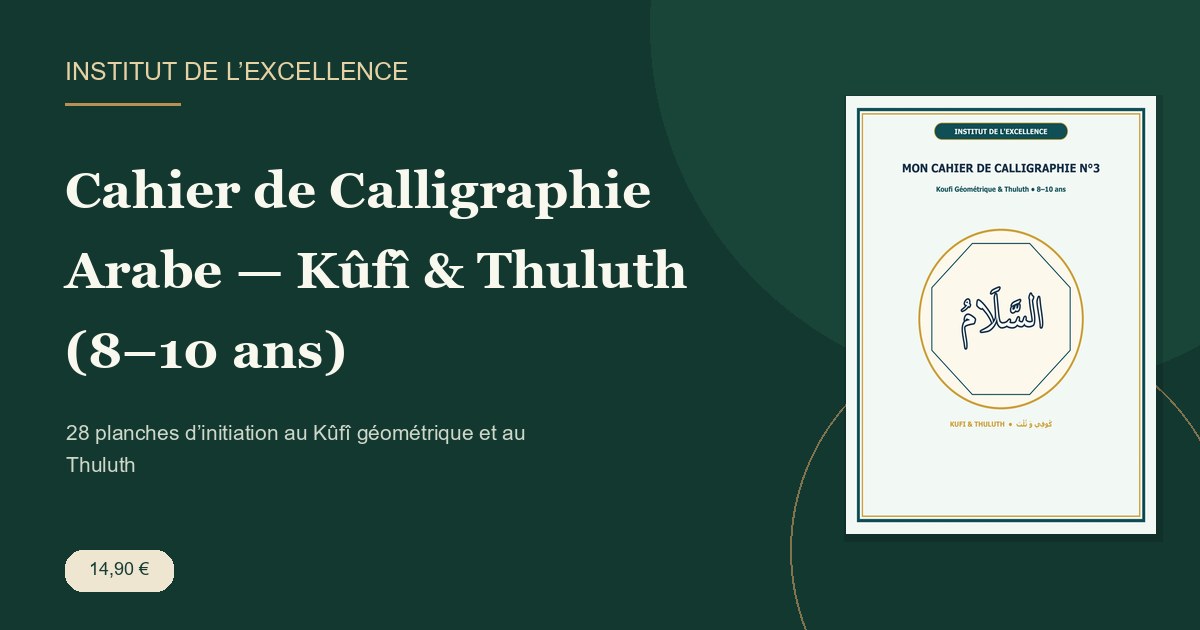 INSTITUT DE L’EXCELLENCE
Cahier de Calligraphie
Arabe — Kûfî & Thuluth
(8–10 ans)
28 planches d’initiation au Kûfî géométrique et au
Thuluth
14,90 €
INSTITUT DE L'EXCELLENCE
MON CAHIER DE CALLIGRAPHIE N°3
Koufi Géométrique & Thuluth • 8–10 ans
السَّلَامُ
KUFI & THULUTH • كوفي و ثلث